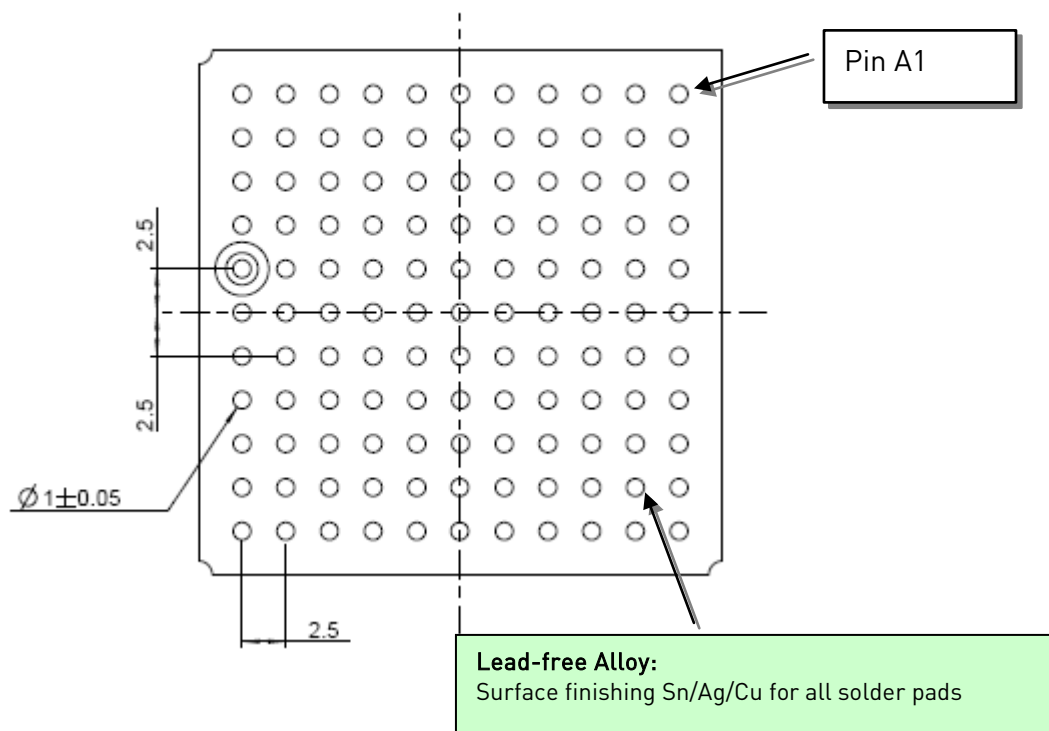 Pin A1
2.5
2.5
Ø 1±0.05
2.5
Lead-free Alloy:
Surface finishing Sn/Ag/Cu for all solder pads